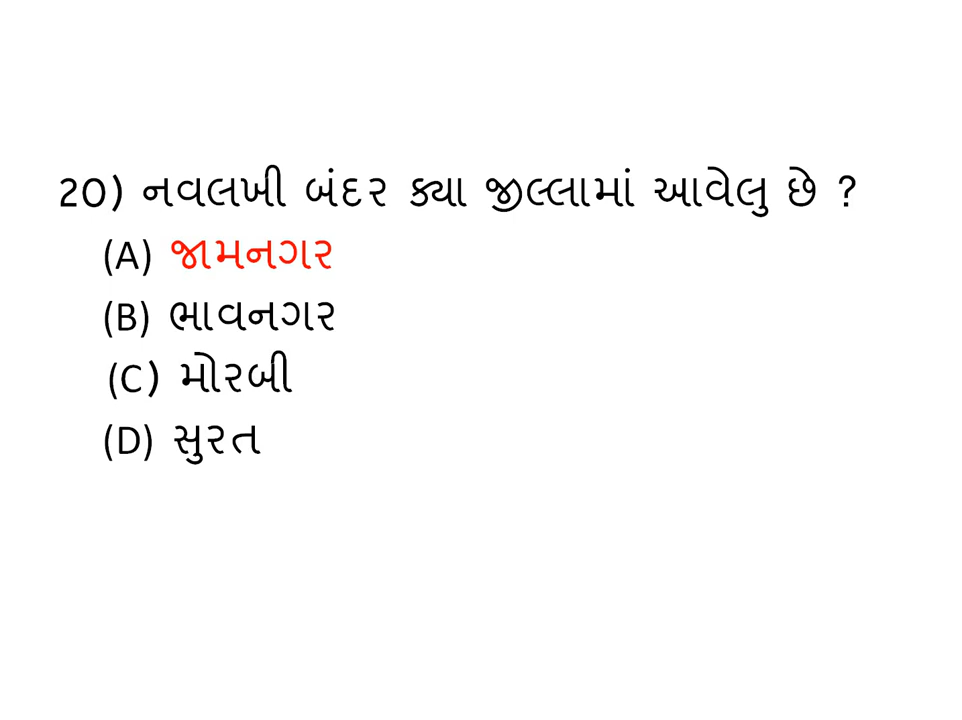 20) નવલખી બંદર ક્યા જીલ્લામાં આવેલુ છે ?
(A) જામનગર
(B) ભાવનગર
(C) મોરબી
(D) સુરત